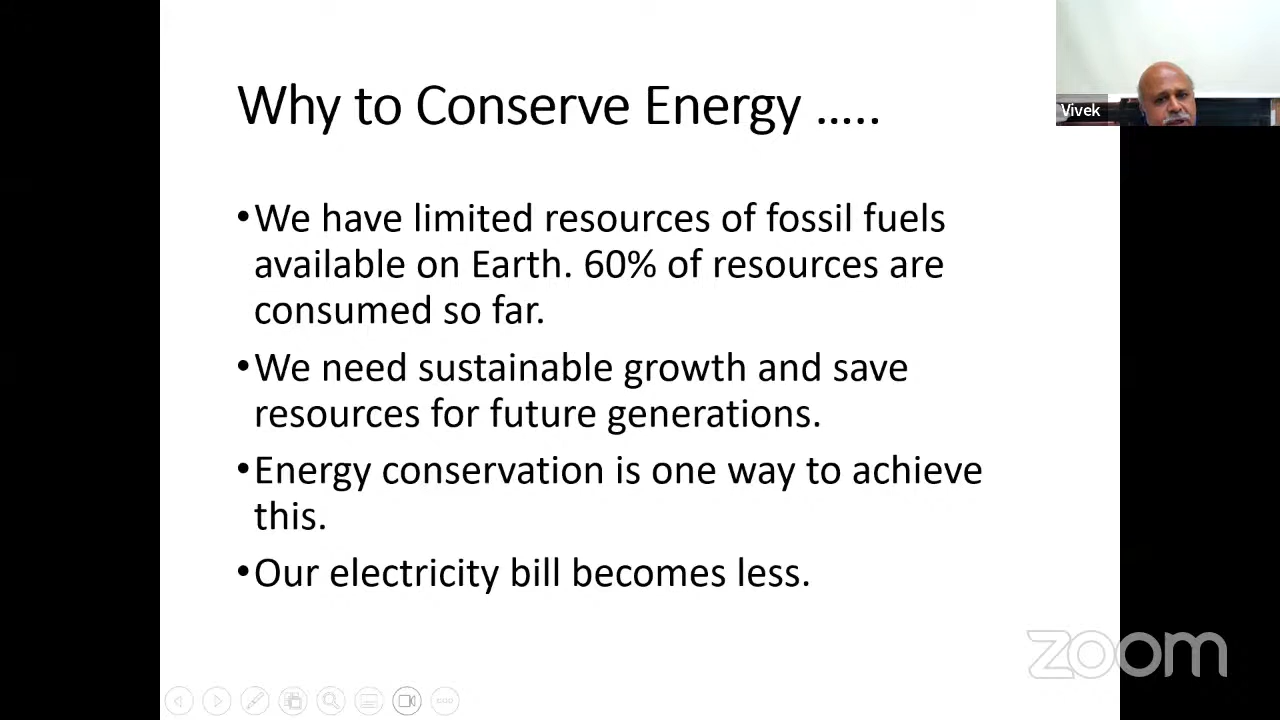 Why to Conserve Energy .....
Vivek
•We have limited resources of fossil fuels
available on Earth. 60% of resources are
consumed so far.
•We need sustainable growth and save
resources for future generations.
•Energy conservation is one way to achieve
this.
•Our electricity bill becomes less.
zoom